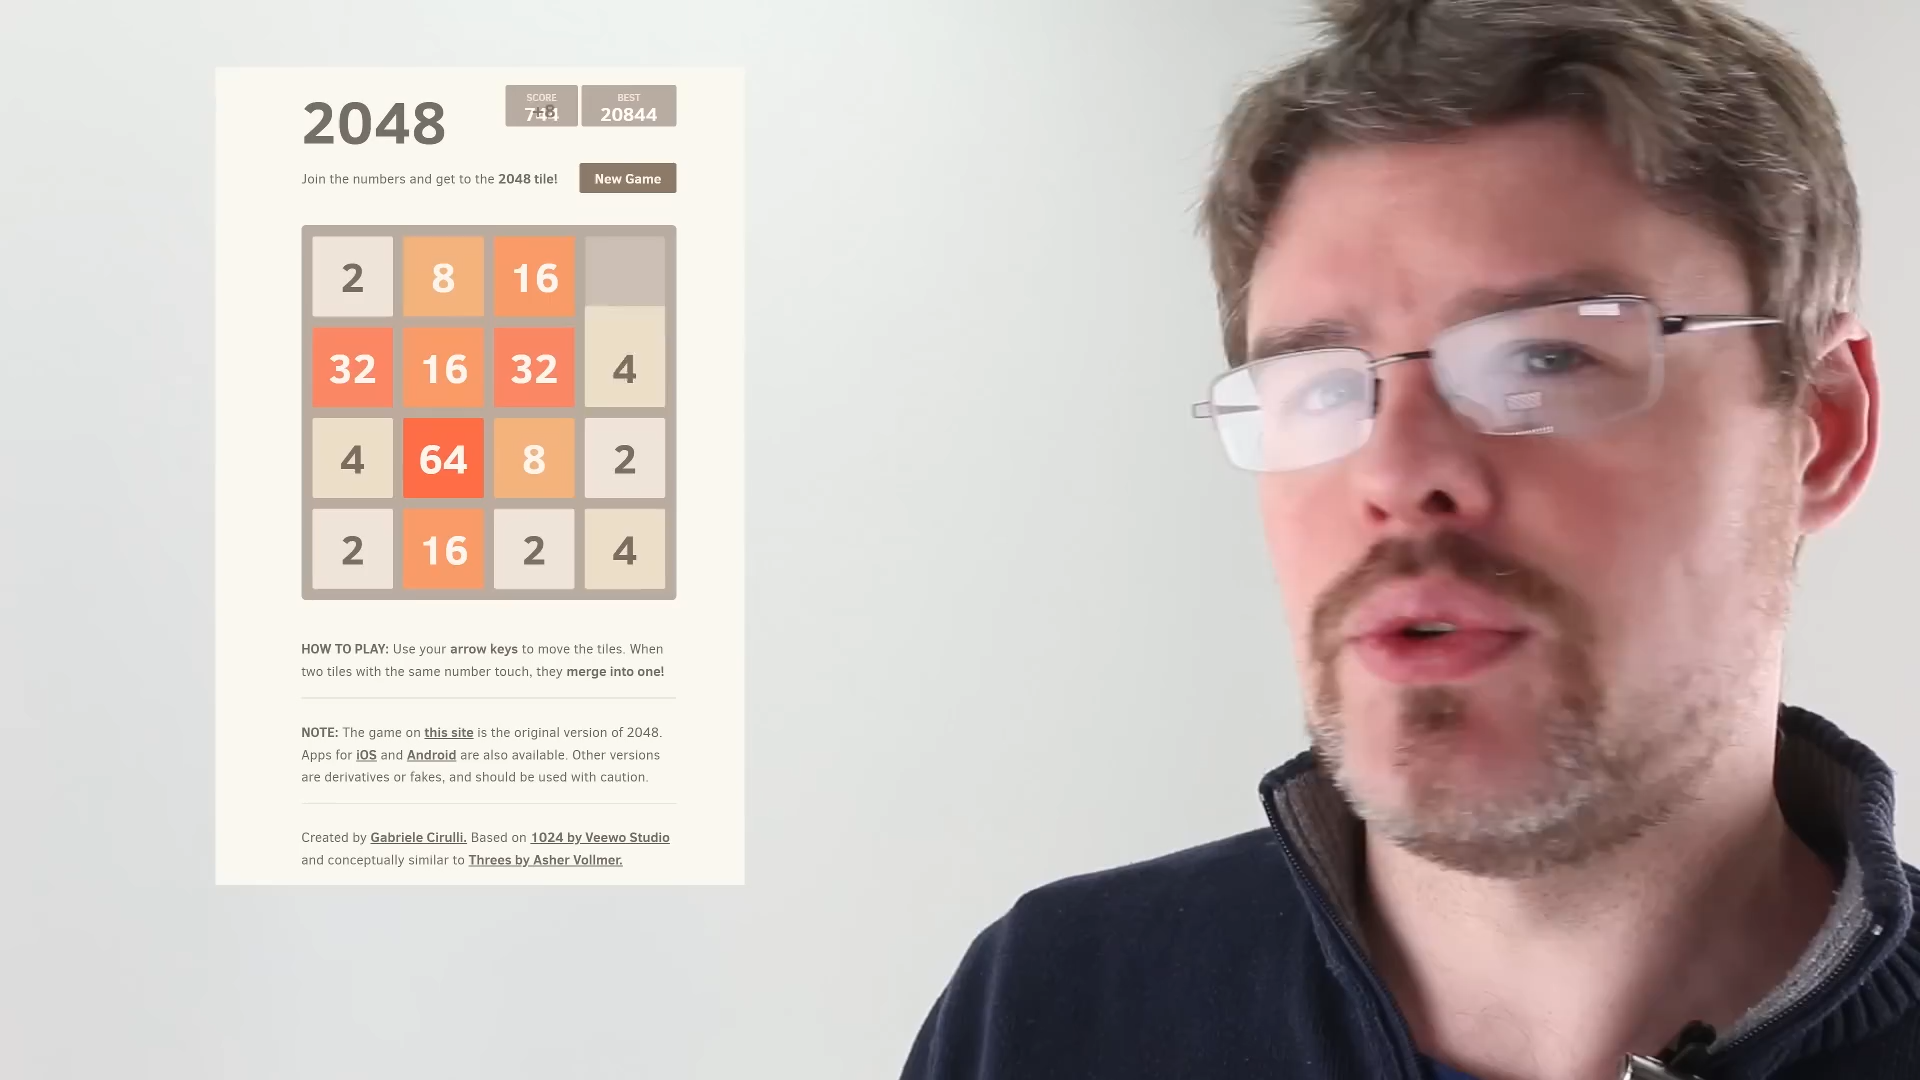 2048
SCORE
BEST
20844
Join the numbers and get to the 2048 tile!
New Game
2 8 16
32 16 32 4
4 64 8 2
2 16 2 4
HOW TO PLAY: Use your arrow keys to move the tiles. When
two tiles with the same number touch, they merge into one!
NOTE: The game on this site is the original version of 2048.
Apps for iOS and Android are also available. Other versions
are derivatives or fakes, and should be used with caution.
Created by Gabriele Cirulli. Based on 1024 by Veewo Studio
and conceptually similar to Threes by Asher Vollmer.